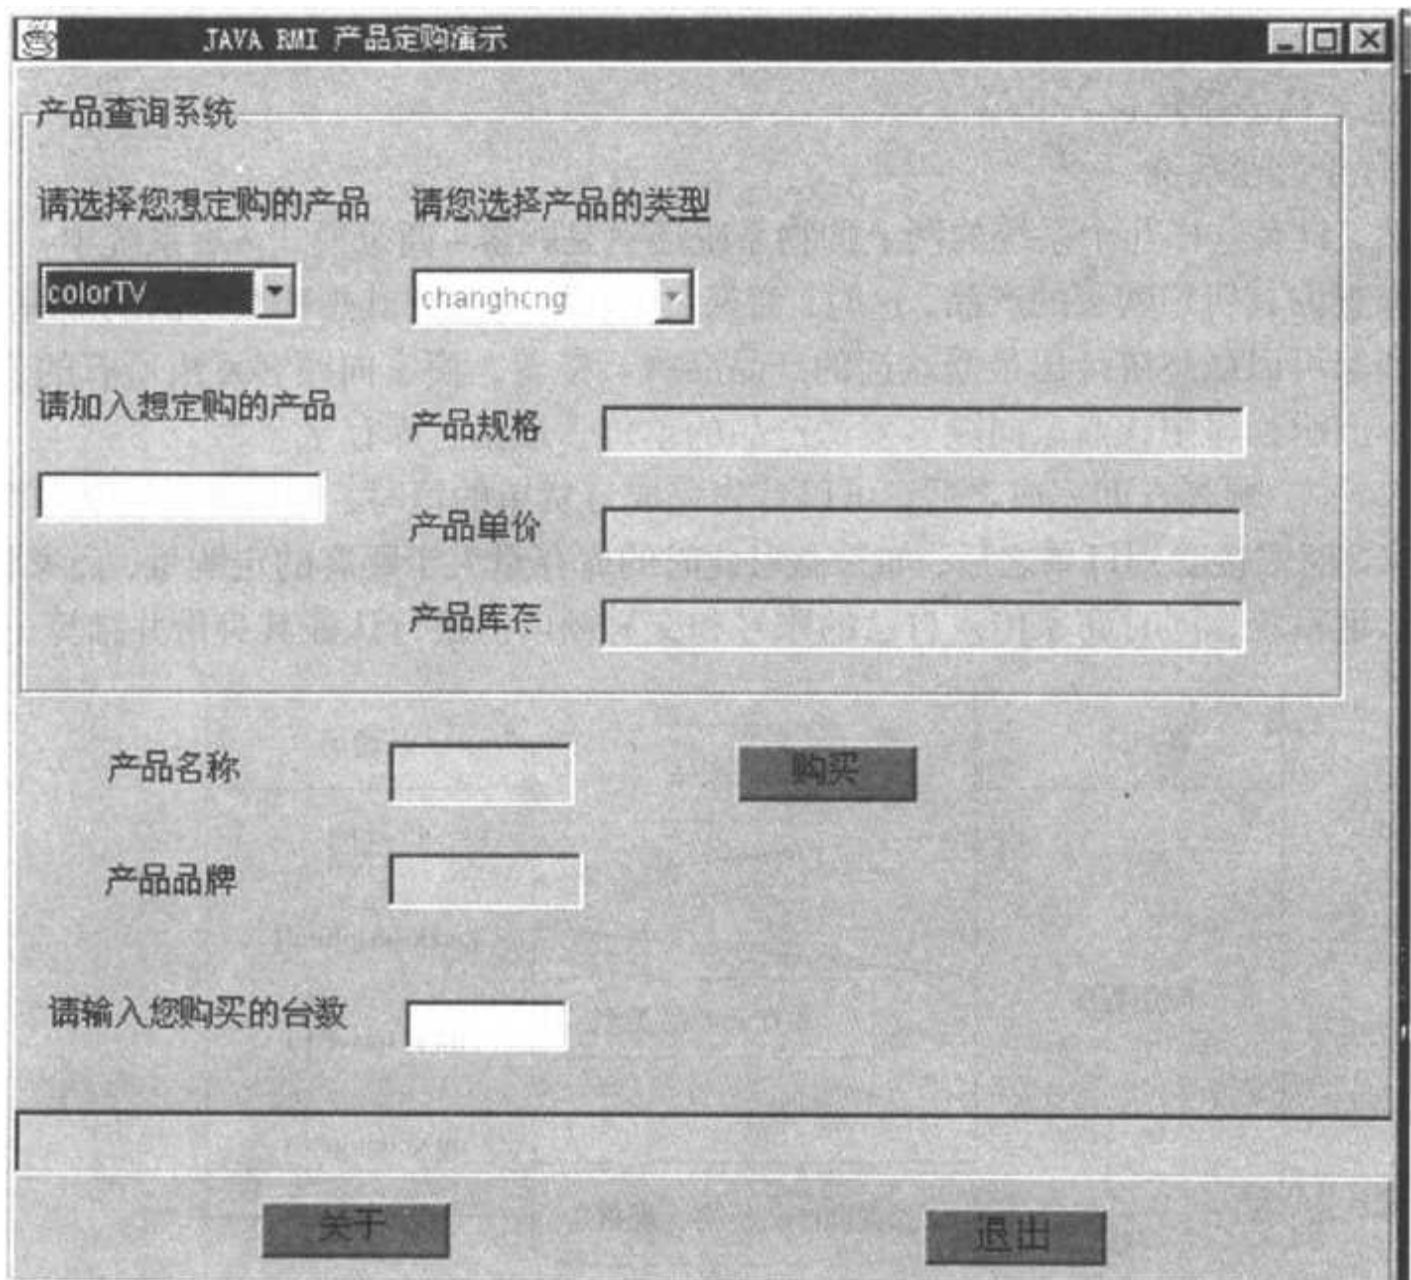 JAVA RMI 产品定购演示
产品查询系统
请选择您想定购的产品 请您选择产品的类型
colorTV changhcng
请加入想定购的产品
产品规格
产品单价
产品库存
产品名称 购买
产品品牌
请输入您购买的台数
关于 退出